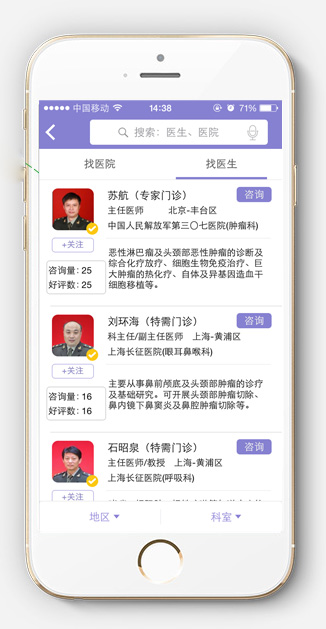 中国移动 14:38 71%
搜索：医生、医院
找医院 找医生
苏航（专家门诊） 咨询
主任医师 北京-丰台区
中国人民解放军第三〇七医院(肿瘤科)
+关注
恶性淋巴瘤及头颈部恶性肿瘤的诊断及
综合化疗放疗、细胞生物免疫治疗、巨
大肿瘤的热化疗、自体及异基因造血干
细胞移植等。
咨询量: 25
好评数: 25
刘环海（特需门诊） 咨询
科主任/副主任医师 上海-黄浦区
上海长征医院(眼耳鼻喉科)
+关注
主要从事鼻前颅底及头颈部肿瘤的诊疗
及基础研究。可开展头颈部肿瘤切除、
鼻内镜下鼻窦炎及鼻腔肿瘤切除等。
咨询量: 16
好评数: 16
石昭泉（特需门诊） 咨询
主任医师/教授 上海-黄浦区
上海长征医院(呼吸科)
+关注
地区 科室